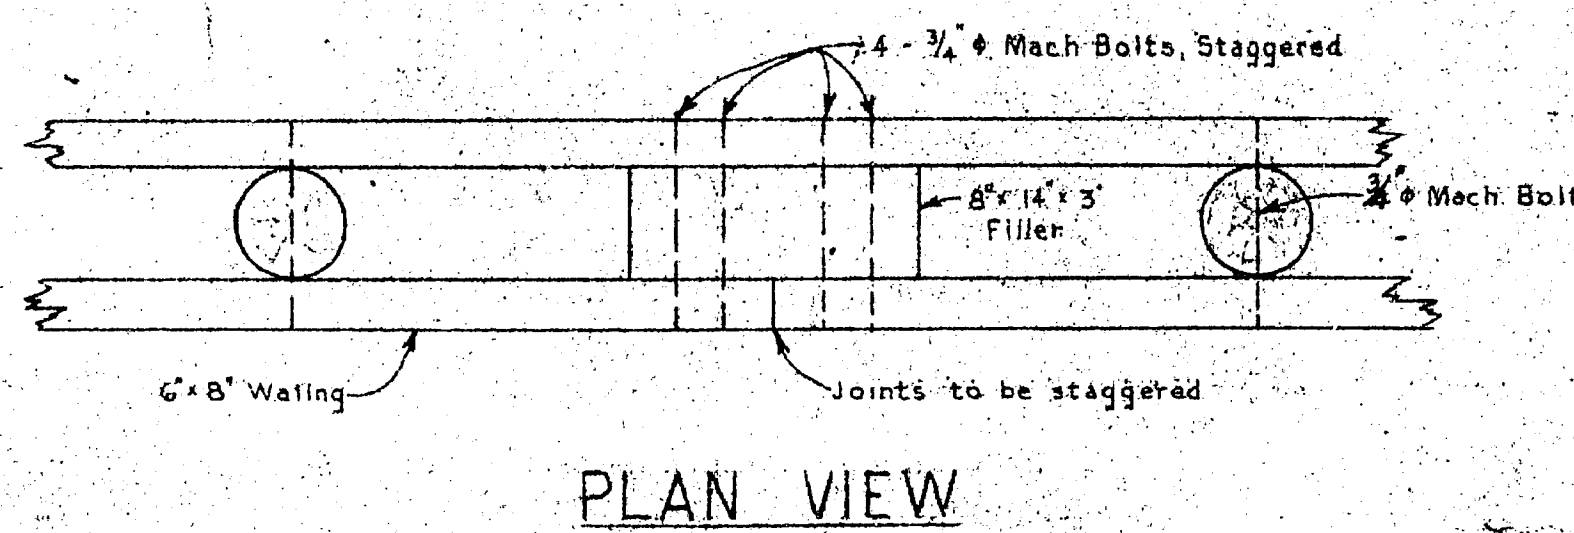 4 - 3/4" ϕ Mach Bolts, Staggered
8" x 14" x 3'
Filler
3/4" ϕ Mach. Bolt
6" x 8" Waling
Joints to be staggered
PLAN VIEW